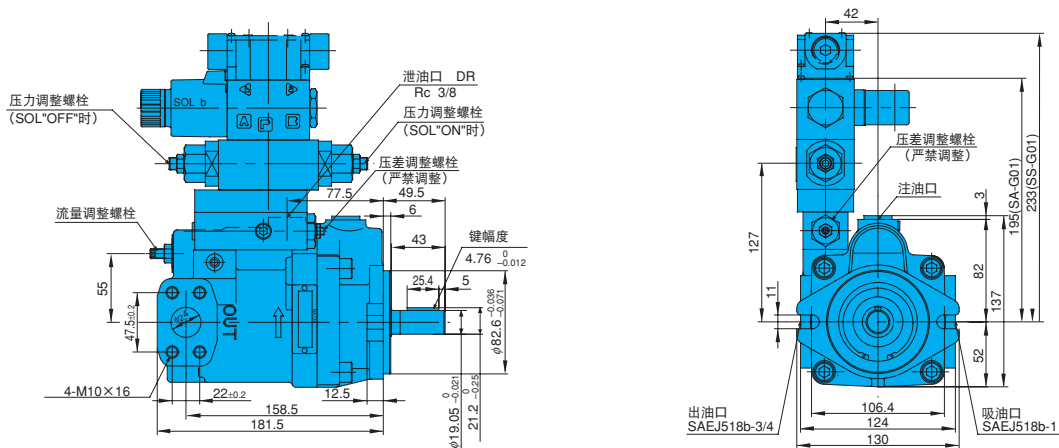 SOL b
A
P
B
OUT
压力调整螺栓
(SOL"OFF"时)
泄油口 DR
Rc 3/8
压力调整螺栓
(SOL"ON"时)
压差调整螺栓
(严禁调整)
77.5
49.5
6
43
流量调整螺栓
键幅度
4.76 0 -0.012
25.4
5
55
47.5±0.2
φ24
4-M10×16
22±0.2
12.5
158.5
181.5
φ82.6 -0.036 -0.071
φ19.05 0 -0.021
21.2 0 -0.25
42
压差调整螺栓
(严禁调整)
注油口
3
195(SA-G01)
233(SS-G01)
127
11
82
137
52
出油口
SAEJ518b-3/4
吸油口
SAEJ518b-1
106.4
124
130